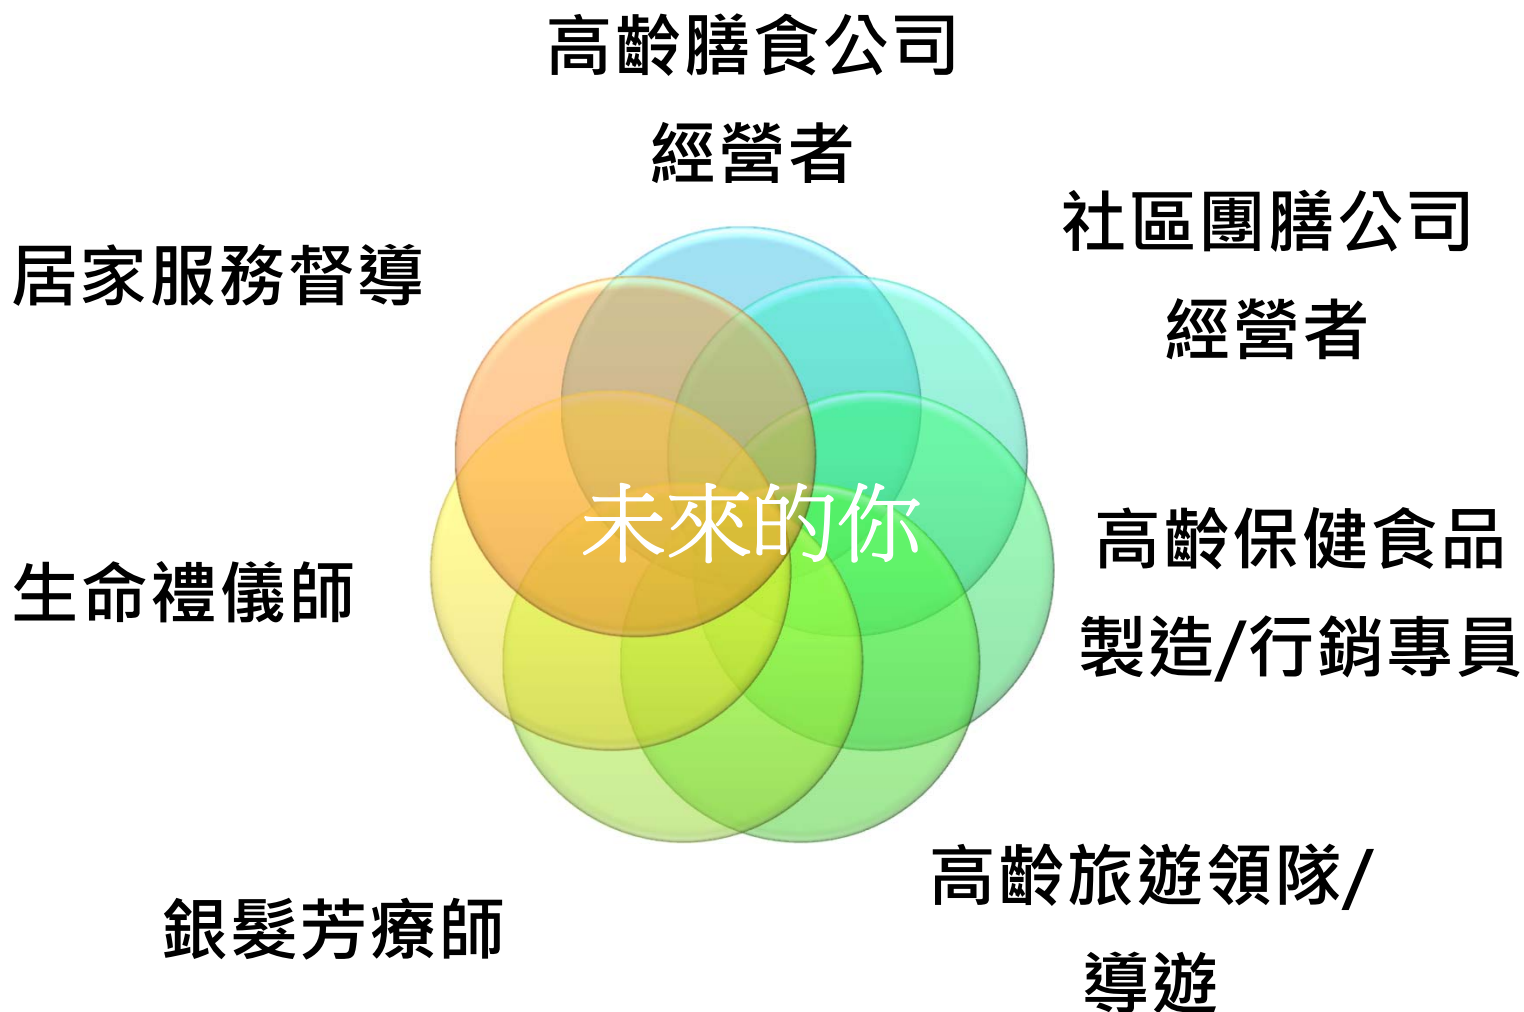 高齡膳食公司
經營者
社區團膳公司
經營者
居家服務督導
未來的你
高齡保健食品
製造/行銷專員
生命禮儀師
高齡旅遊領隊/
導遊
銀髮芳療師